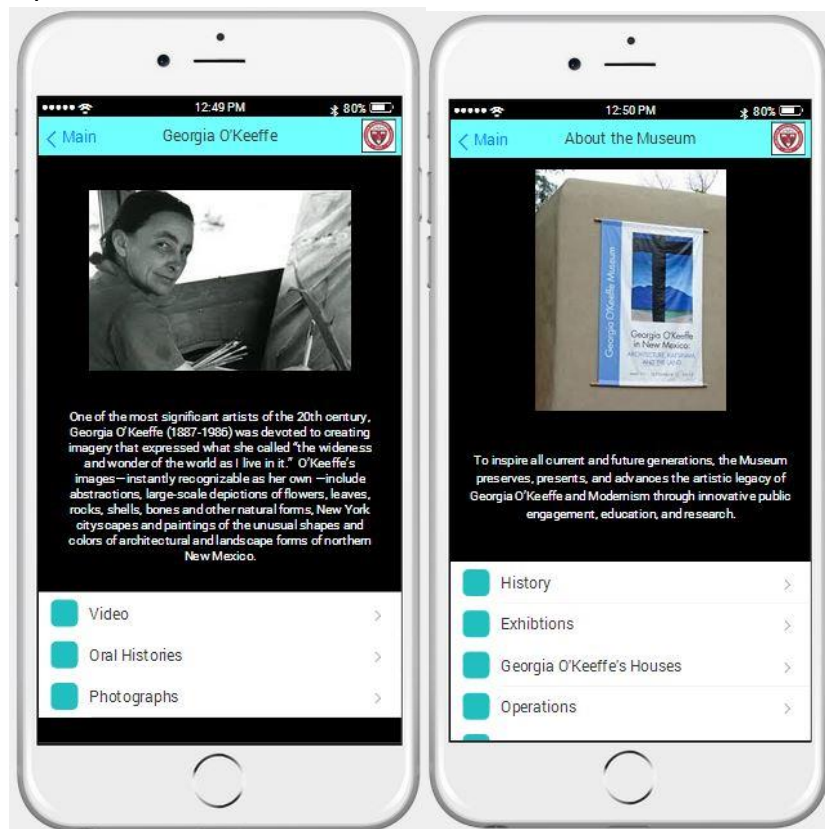 12:49 PM
80%
Main
Georgia O'Keeffe
One of the most significant artists of the 20th century,
Georgia O'Keeffe (1887-1986) was devoted to creating
imagery that expressed what she called "the wideness
and wonder of the world as I live in it." O'Keeffe's
images—instantly recognizable as her own —include
abstractions, large-scale depictions of flowers, leaves,
rocks, shells, bones and other natural forms, New York
cityscapes and paintings of the unusual shapes and
colors of architectural and landscape forms of northern
New Mexico.
Video
Oral Histories
Photographs
12:50 PM
80%
Main
About the Museum
Georgia O'Keeffe Museum
Georgia O'Keeffe
in New Mexico:
ARCHITECTURE, KATSINAM,
AND THE LAND
To inspire all current and future generations, the Museum
preserves, presents, and advances the artistic legacy of
Georgia O'Keeffe and Modernism through innovative public
engagement, education, and research.
History
Exhibtions
Georgia O'Keeffe's Houses
Operations